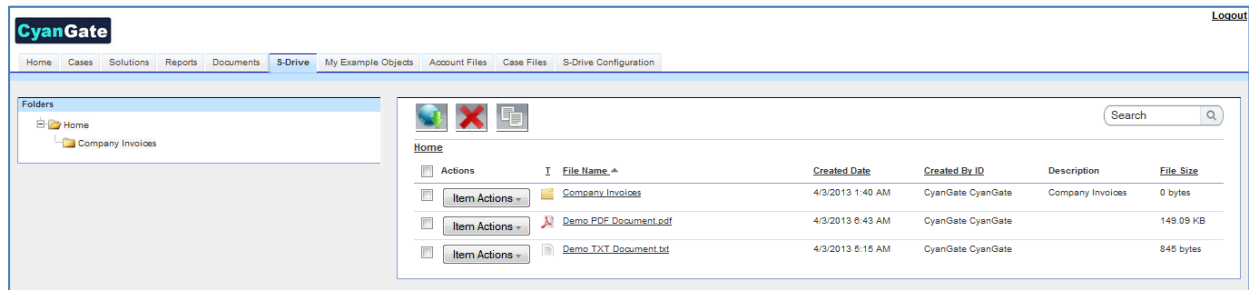 Logout
CyanGate
Home Cases Solutions Reports Documents S-Drive My Example Objects Account Files Case Files S-Drive Configuration
Folders
Home
Company Invoices
Search
Home
Actions T File Name Created Date Created By ID Description File Size
Item Actions Company Invoices 4/3/2013 1:40 AM CyanGate CyanGate Company Invoices 0 bytes
Item Actions Demo PDF Document.pdf 4/3/2013 6:43 AM CyanGate CyanGate 149.09 KB
Item Actions Demo TXT Document.txt 4/3/2013 5:15 AM CyanGate CyanGate 845 bytes